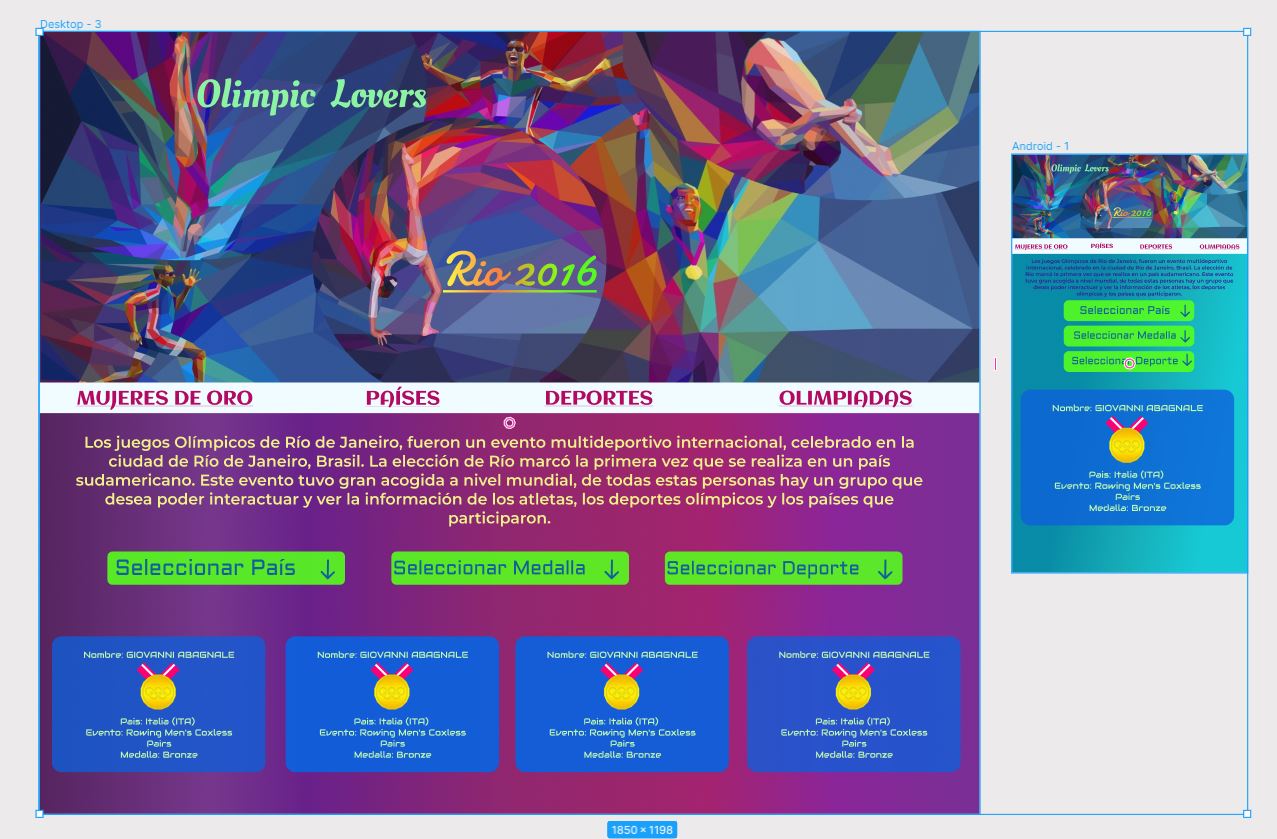 Desktop - 3
Olimpic Lovers
Rio 2016
MUJERES DE ORO PAÍSES DEPORTES OLIMPIADAS
Los juegos Olímpicos de Río de Janeiro, fueron un evento multideportivo internacional, celebrado en la
ciudad de Río de Janeiro, Brasil. La elección de Río marcó la primera vez que se realiza en un país
sudamericano. Este evento tuvo gran acogida a nivel mundial, de todas estas personas hay un grupo que
desea poder interactuar y ver la información de los atletas, los deportes olímpicos y los países que
participaron.
Seleccionar País ↓ Seleccionar Medalla ↓ Seleccionar Deporte ↓
Nombre: GIOVANNI ABAGNALE
Pais: Italia (ITA)
Evento: Rowing Men's Coxless
Pairs
Medalla: Bronze
Nombre: GIOVANNI ABAGNALE
Pais: Italia (ITA)
Evento: Rowing Men's Coxless
Pairs
Medalla: Bronze
Nombre: GIOVANNI ABAGNALE
Pais: Italia (ITA)
Evento: Rowing Men's Coxless
Pairs
Medalla: Bronze
Nombre: GIOVANNI ABAGNALE
Pais: Italia (ITA)
Evento: Rowing Men's Coxless
Pairs
Medalla: Bronze
Android - 1
Olimpic Lovers
Rio 2016
MUJERES DE ORO PAÍSES DEPORTES OLIMPIADAS
Los juegos Olímpicos de Río de Janeiro, fueron un evento multideportivo
internacional, celebrado en la ciudad de Río de Janeiro, Brasil. La elección de
Río marcó la primera vez que se realiza en un país sudamericano. Este evento
tuvo gran acogida a nivel mundial, de todas estas personas hay un grupo que
desea poder interactuar y ver la información de los atletas, los deportes
olímpicos y los países que participaron.
Seleccionar País ↓
Seleccionar Medalla ↓
Seleccionar Deporte ↓
Nombre: GIOVANNI ABAGNALE
Pais: Italia (ITA)
Evento: Rowing Men's Coxless
Pairs
Medalla: Bronze
1850 × 1198